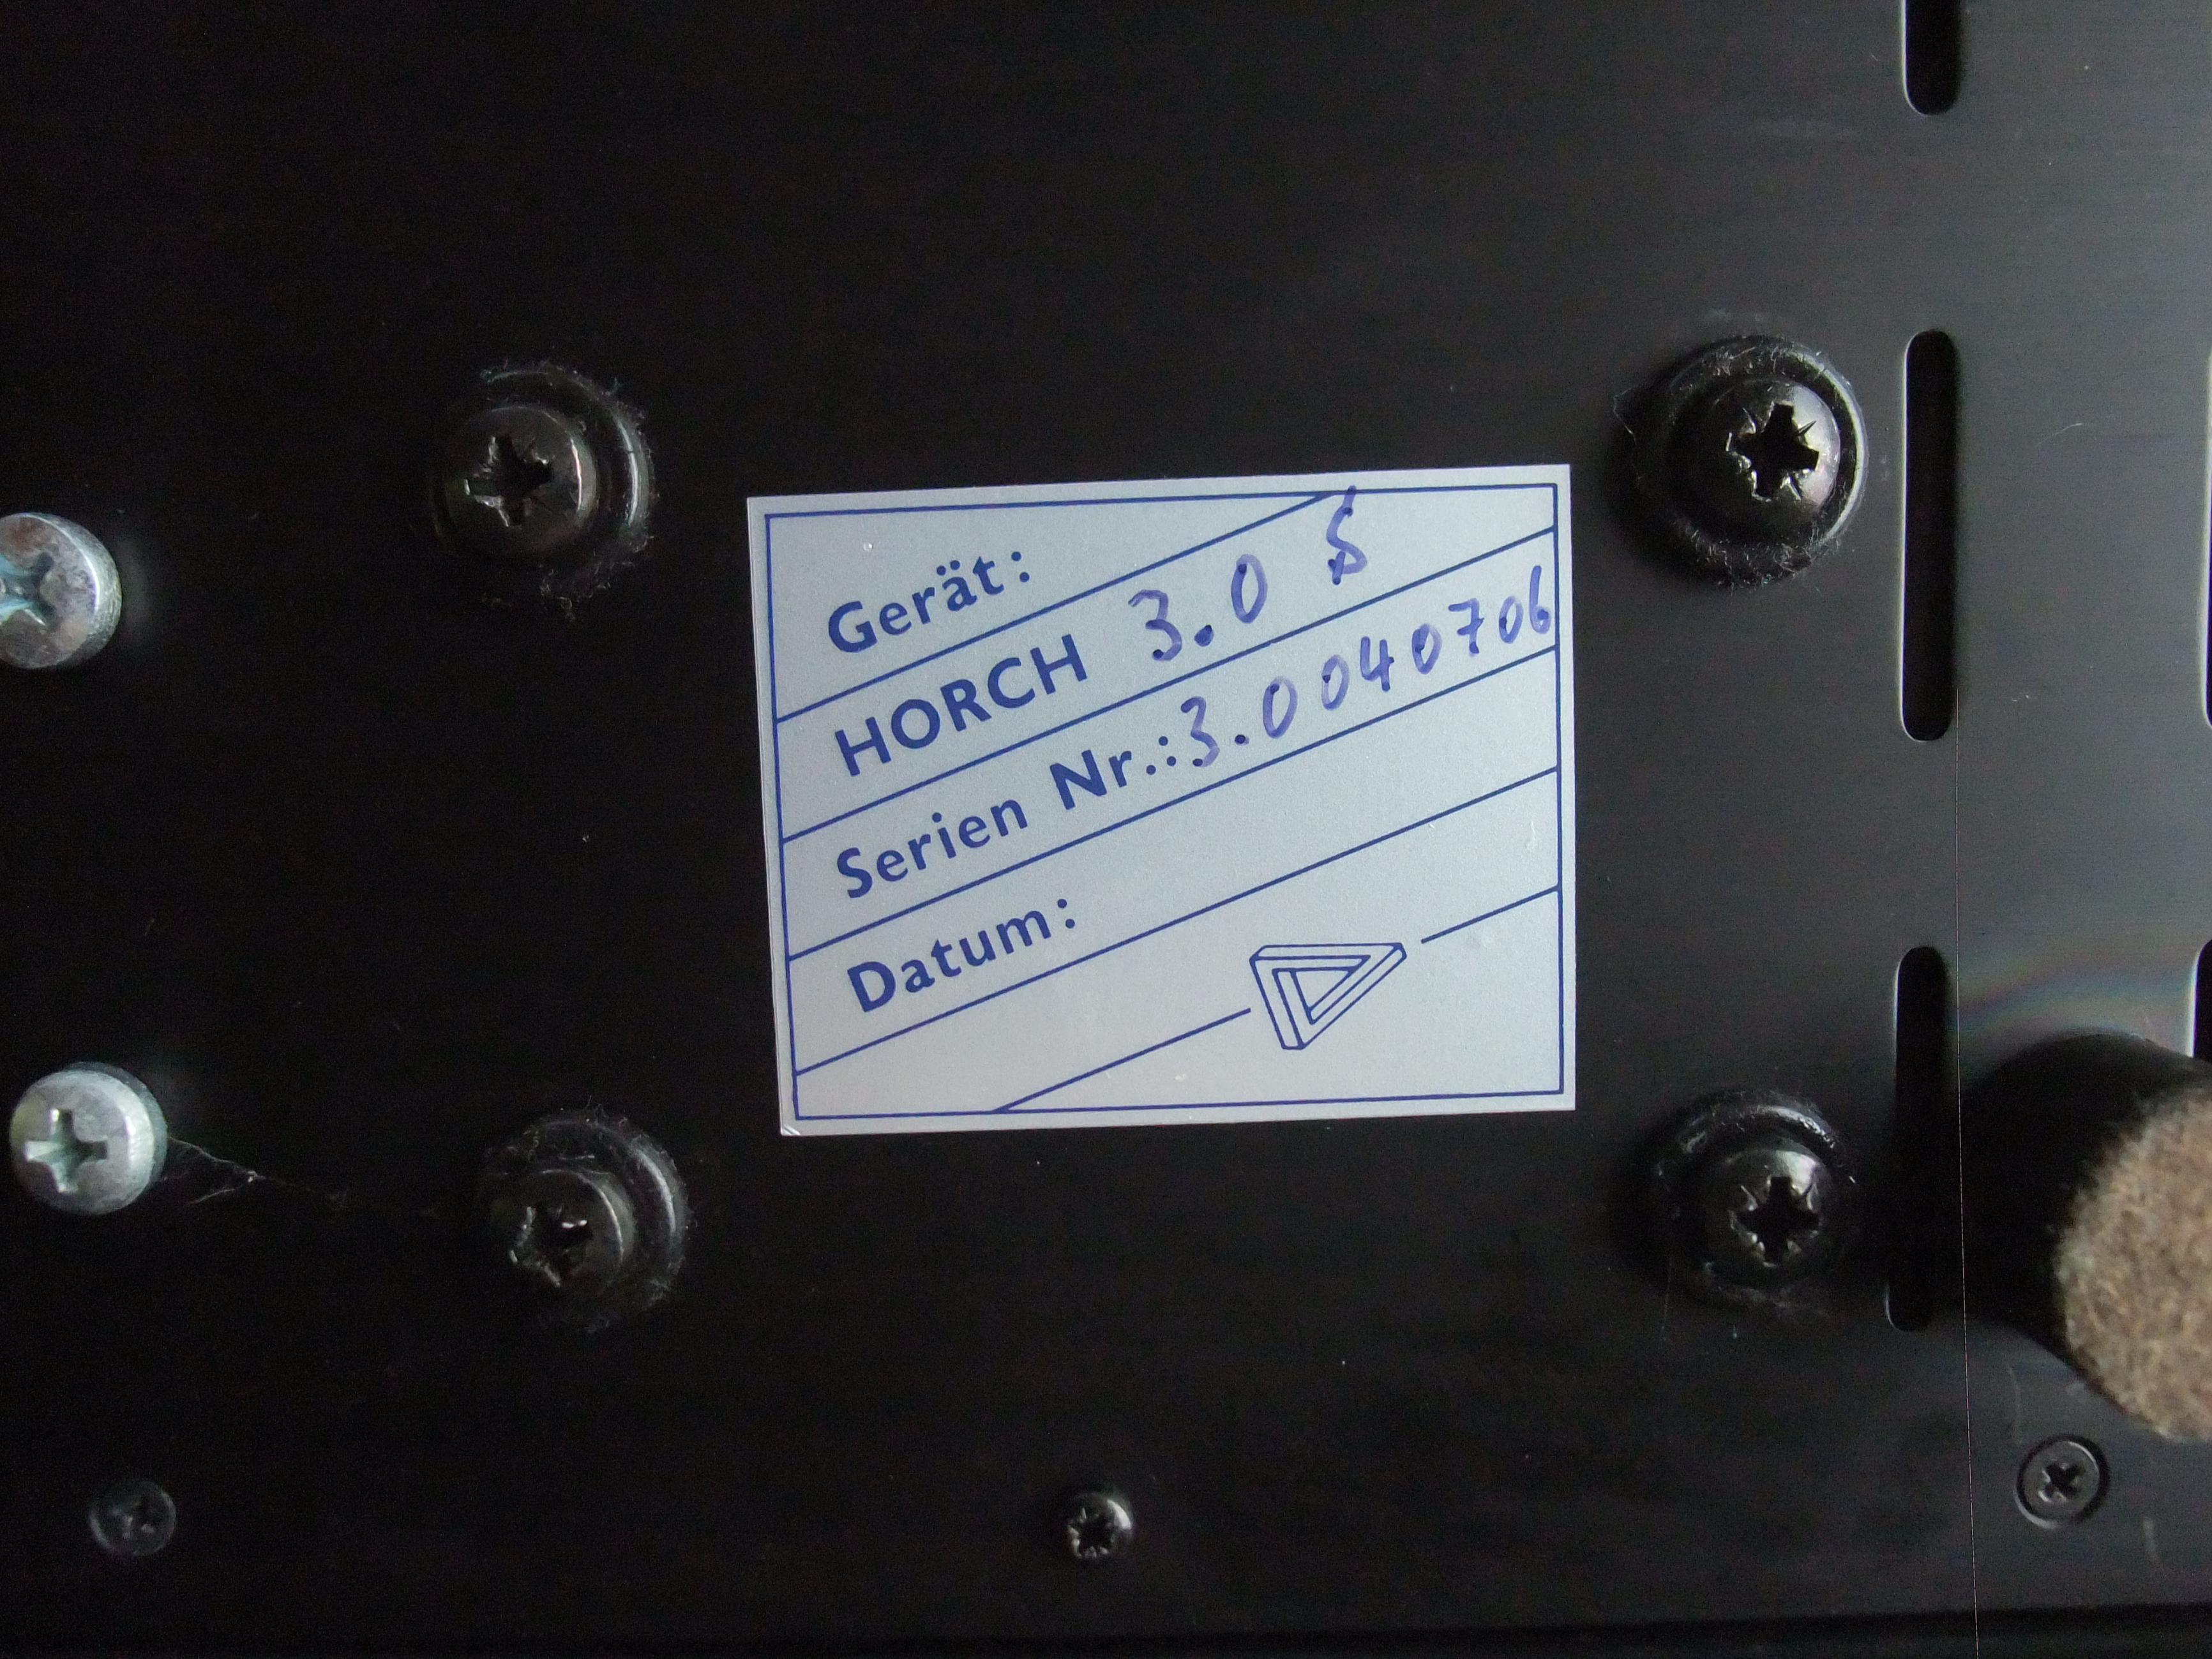 Gerät:
HORCH 3.0 S
Serien Nr.:3.0040706
Datum: